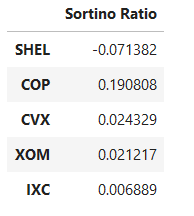 Sortino Ratio
SHEL -0.071382
COP 0.190808
CVX 0.024329
XOM 0.021217
IXC 0.006889